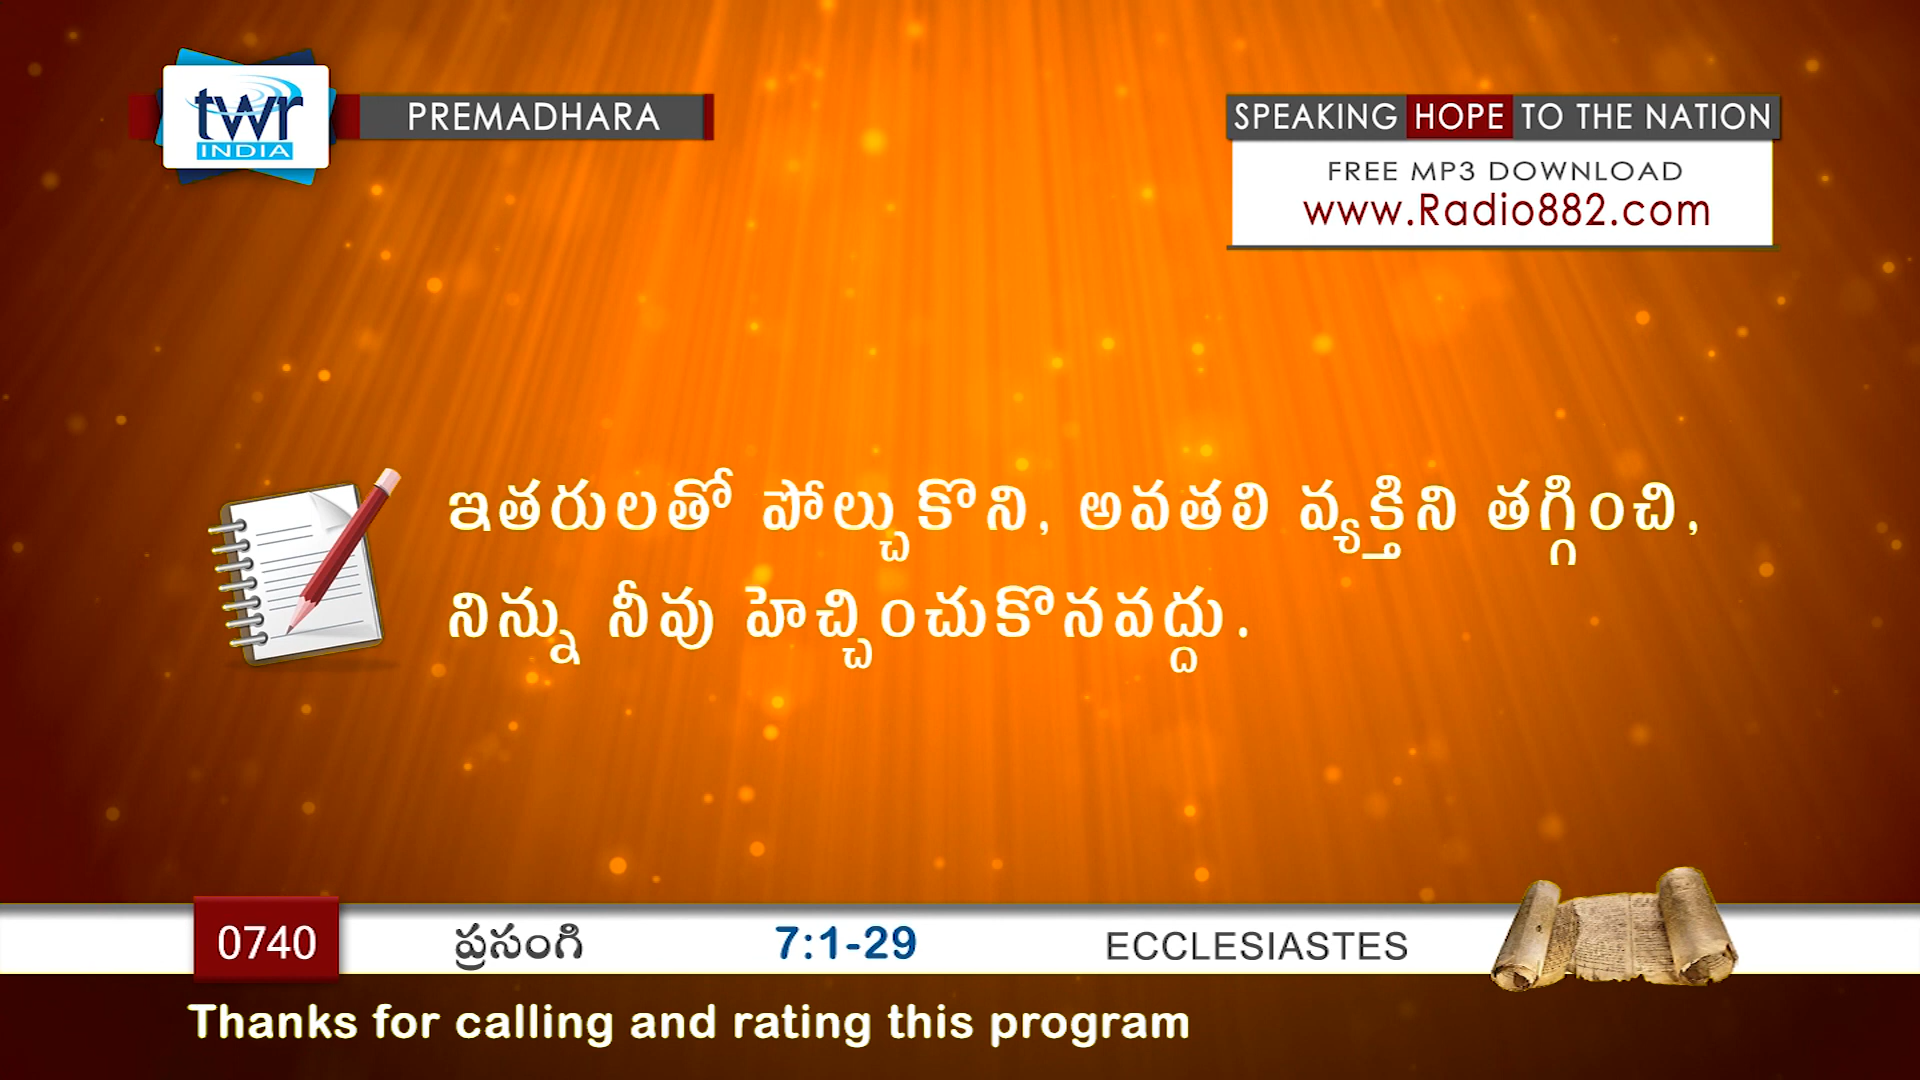 twr
INDIA
PREMADHARA
SPEAKING HOPE TO THE NATION
FREE MP3 DOWNLOAD
www.Radio882.com
ఇతరులతో పోల్చుకొని, అవతలి వ్యక్తిని తగ్గించి,
నిన్ను నీవు హెచ్చించుకొనవద్దు.
0740 ప్రసంగి 7:1-29 ECCLESIASTES
Thanks for calling and rating this program